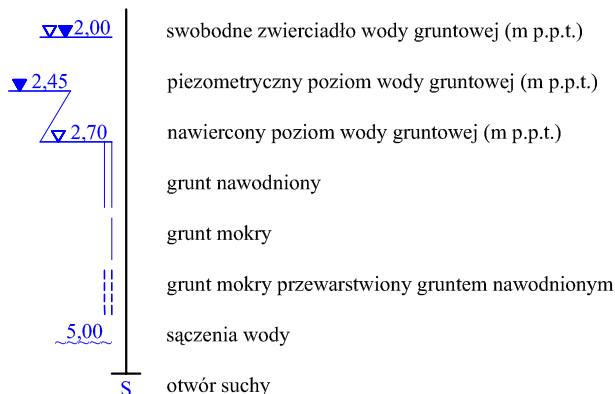 2,00 swobodne zwierciadło wody gruntowej (m p.p.t.)
2,45 piezometryczny poziom wody gruntowej (m p.p.t.)
2,70 nawiercony poziom wody gruntowej (m p.p.t.)
grunt nawodniony
grunt mokry
grunt mokry przewarstwiony gruntem nawodnionym
5,00 sączenia wody
S otwór suchy